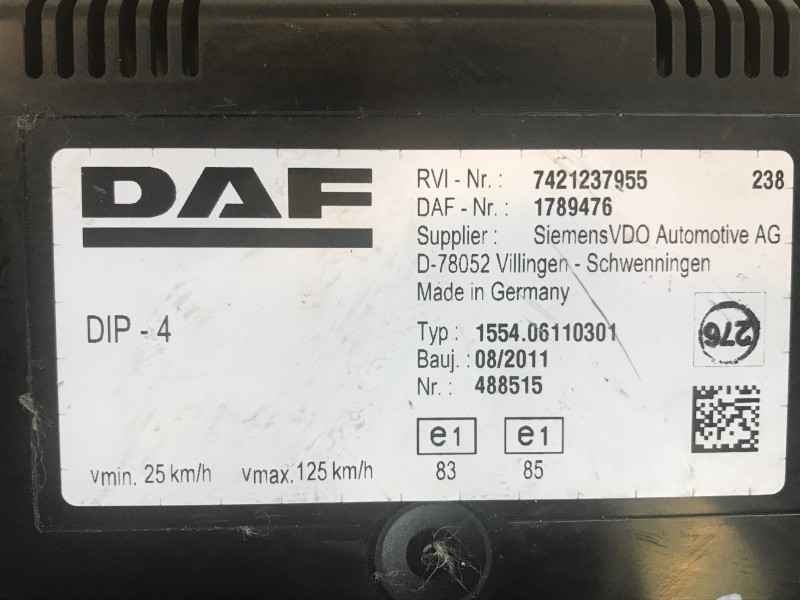 DAF
DIP - 4
vmin. 25 km/h vmax. 125 km/h
RVI - Nr. : 7421237955 238
DAF - Nr. : 1789476
Supplier : SiemensVDO Automotive AG
D-78052 Villingen - Schwenningen
Made in Germany
Typ : 1554.06110301
Bauj. : 08/2011
Nr. : 488515
276
e1 e1
83 85